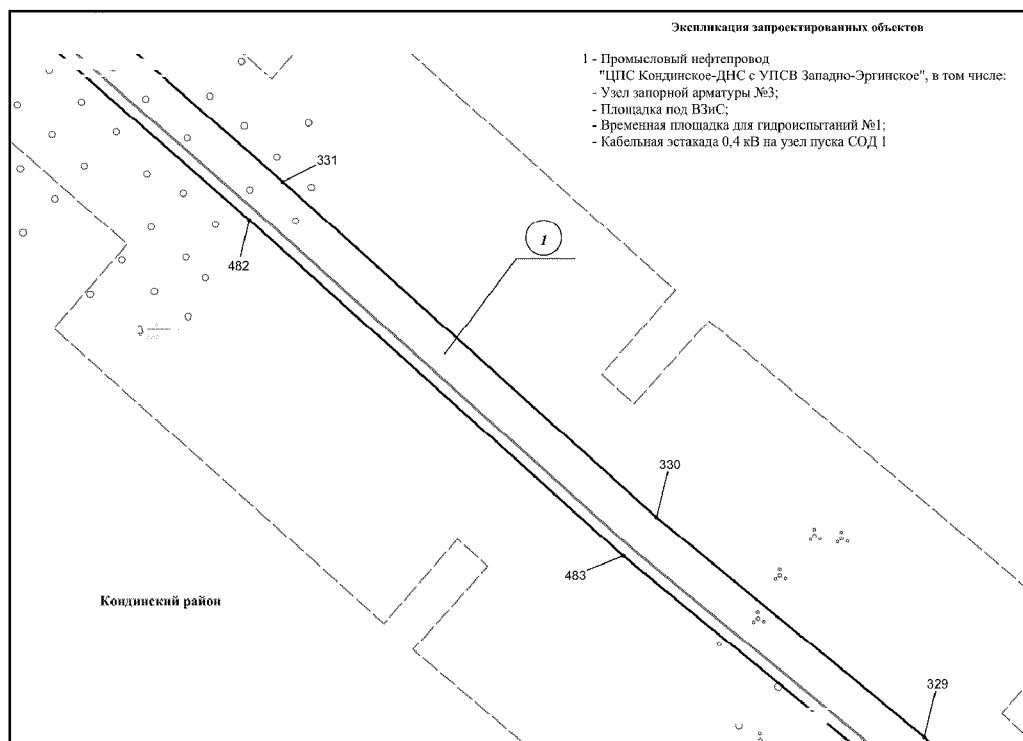 Экспликация запроектированных объектов
1 - Промысловый нефтепровод
"ЦПС Кондинское-ДНС с УПСВ Западно-Эргинское", в том числе:
- Узел запорной арматуры №3;
- Площадка под ВЗиС;
- Временная площадка для гидроиспытаний №1;
- Кабельная эстакада 0,4 кВ на узел пуска СОД 1
331
482
1
330
483
Кондинский район
329